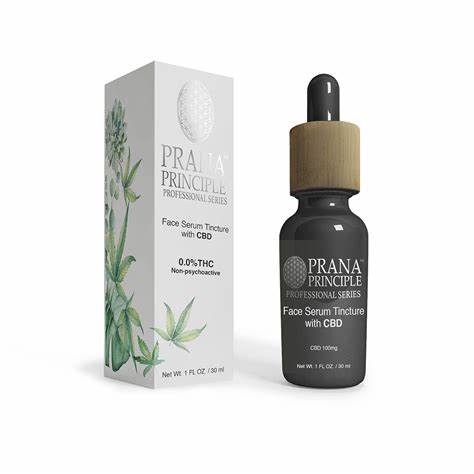 PRANA™
PRINCIPLE
PROFESSIONAL SERIES
Face Serum Tincture
with CBD
0.0%THC
Non-psychoactive
Net Wt. 1 FL OZ. / 30 ml
PRANA™
PRINCIPLE
PROFESSIONAL SERIES
Face Serum Tincture
with CBD
CBD 100mg
Net Wt. 1 FL OZ. / 30 ml